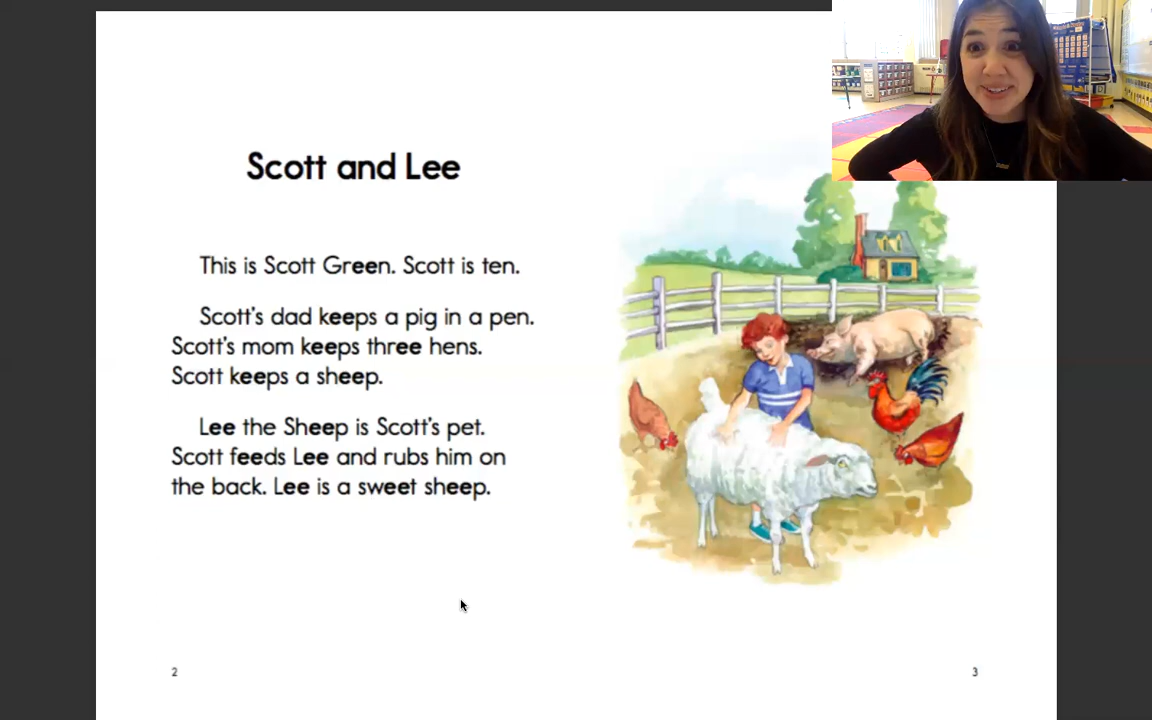 Scott and Lee
This is Scott Green. Scott is ten.
Scott's dad keeps a pig in a pen.
Scott's mom keeps three hens.
Scott keeps a sheep.
Lee the Sheep is Scott's pet.
Scott feeds Lee and rubs him on
the back. Lee is a sweet sheep.
2
3